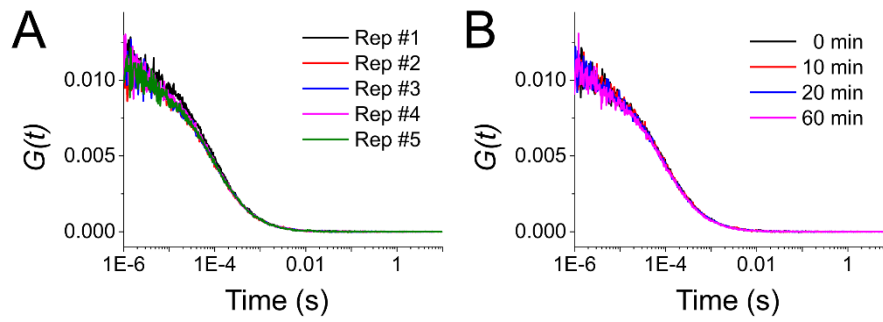 A
Rep #1
Rep #2
Rep #3
Rep #4
Rep #5
0.010
0.005
0.000
G(t)
1E-6 1E-4 0.01 1
Time (s)
B
0 min
10 min
20 min
60 min
0.010
0.005
0.000
G(t)
1E-6 1E-4 0.01 1
Time (s)